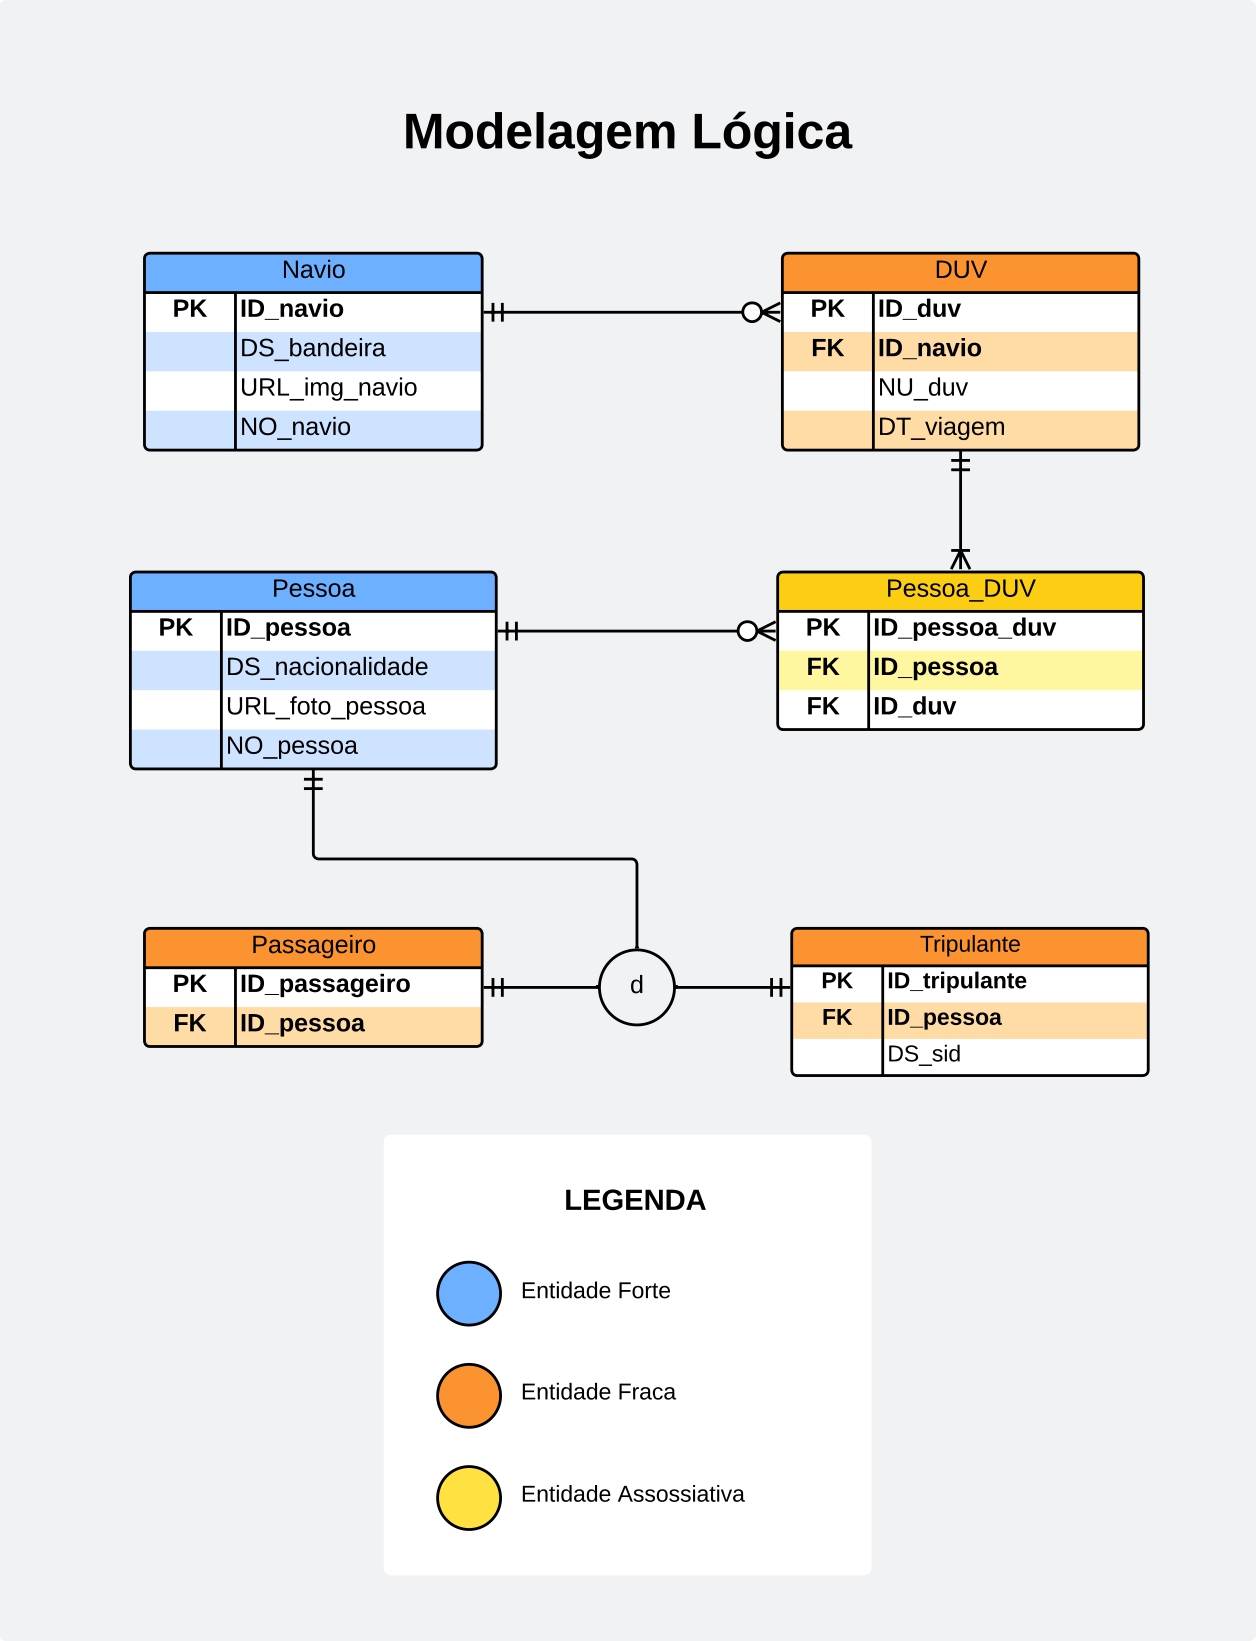 Modelagem Lógica
Navio
PK ID_navio
DS_bandeira
URL_img_navio
NO_navio
DUV
PK ID_duv
FK ID_navio
NU_duv
DT_viagem
Pessoa
PK ID_pessoa
DS_nacionalidade
URL_foto_pessoa
NO_pessoa
Pessoa_DUV
PK ID_pessoa_duv
FK ID_pessoa
FK ID_duv
Passageiro
PK ID_passageiro
FK ID_pessoa
d
Tripulante
PK ID_tripulante
FK ID_pessoa
DS_sid
LEGENDA
Entidade Forte
Entidade Fraca
Entidade Assossiativa